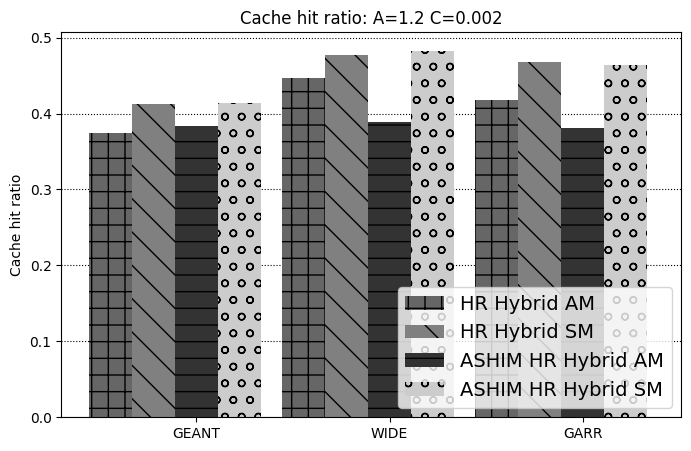 Cache hit ratio: A=1.2 C=0.002
0.5
0.4
0.3
0.2
0.1
0.0
Cache hit ratio
HR Hybrid AM
HR Hybrid SM
ASHIM HR Hybrid AM
ASHIM HR Hybrid SM
GEANT
WIDE
GARR